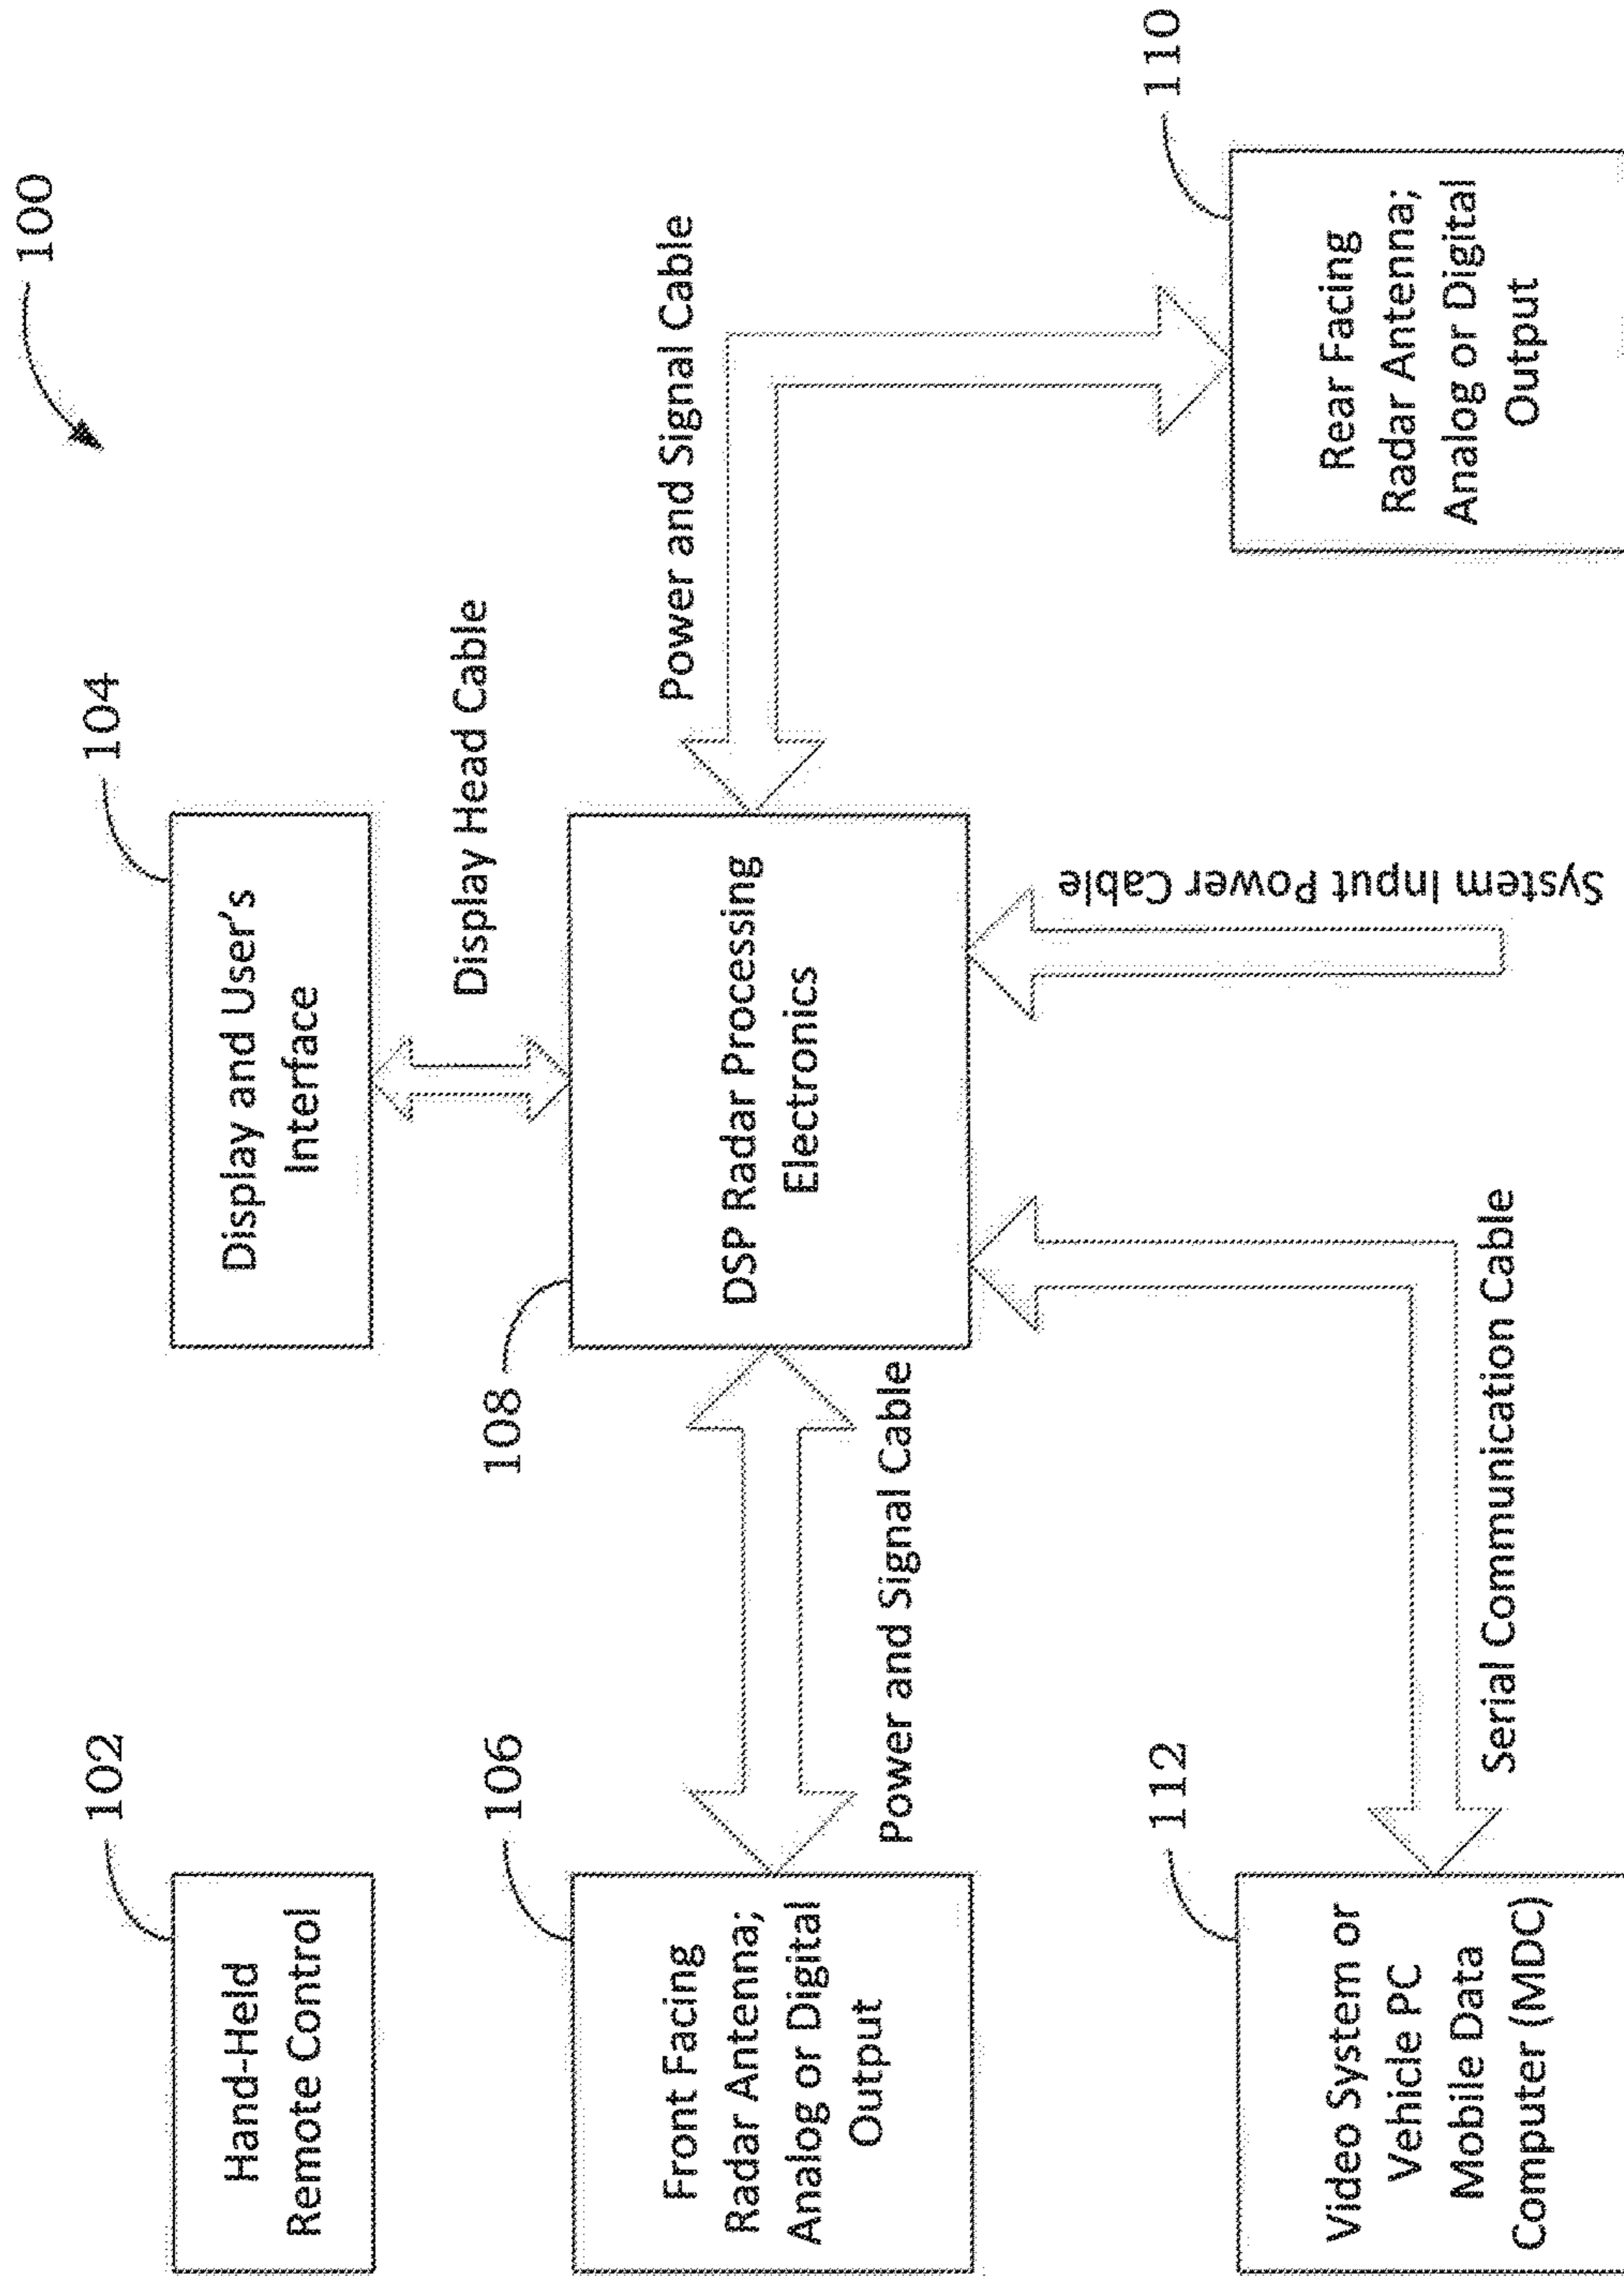 100
102
Hand-Held
Remote Control
104
Display and User's
Interface
Display Head Cable
106
Front Facing
Radar Antenna;
Analog or Digital
Output
Power and Signal Cable
108
DSP Radar Processing
Electronics
Power and Signal Cable
110
Rear Facing
Radar Antenna;
Analog or Digital
Output
112
Video System or
Vehicle PC
Mobile Data
Computer (MDC)
Serial Communication Cable
System Input Power Cable